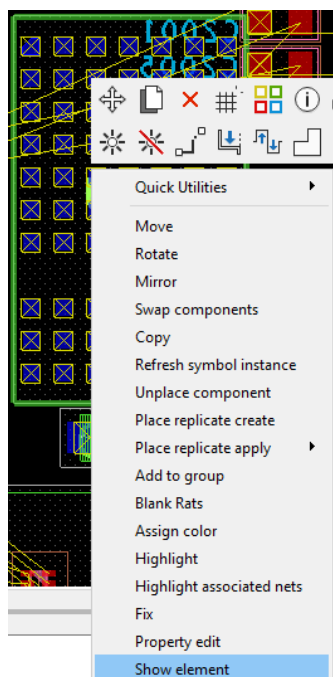 Quick Utilities
Move
Rotate
Mirror
Swap components
Copy
Refresh symbol instance
Unplace component
Place replicate create
Place replicate apply
Add to group
Blank Rats
Assign color
Highlight
Highlight associated nets
Fix
Property edit
Show element